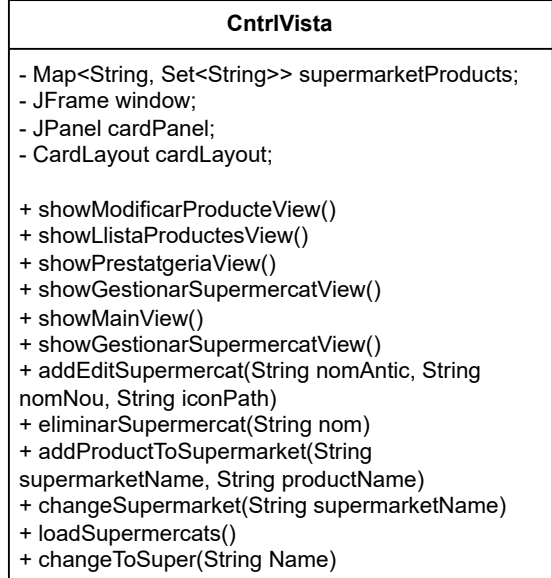 CntrlVista
- Map<String, Set<String>> supermarketProducts;
- JFrame window;
- JPanel cardPanel;
- CardLayout cardLayout;
+ showModificarProducteView()
+ showLlistaProductesView()
+ showPrestatgeriaView()
+ showGestionarSupermercatView()
+ showMainView()
+ showGestionarSupermercatView()
+ addEditSupermercat(String nomAntic, String
nomNou, String iconPath)
+ eliminarSupermercat(String nom)
+ addProductToSupermarket(String
supermarketName, String productName)
+ changeSupermarket(String supermarketName)
+ loadSupermercats()
+ changeToSuper(String Name)